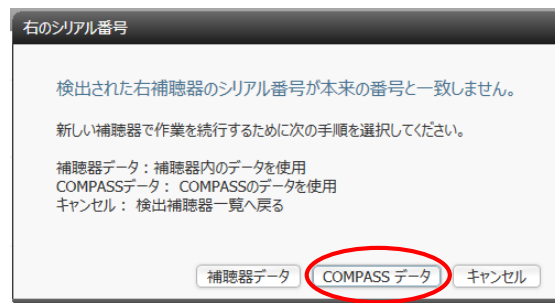 右のシリアル番号
検出された右補聴器のシリアル番号が本来の番号と一致しません。
新しい補聴器で作業を続行するために次の手順を選択してください。
補聴器データ：補聴器内のデータを使用
COMPASSデータ： COMPASSのデータを使用
キャンセル： 検出補聴器一覧へ戻る
補聴器データ COMPASS データ キャンセル